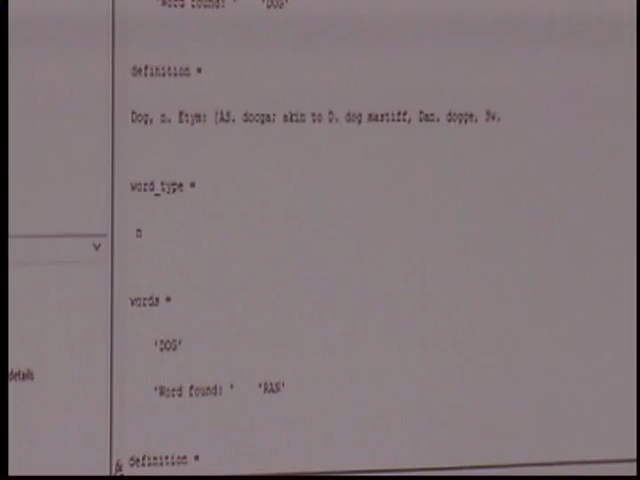 'Word found: ' 'DOG'
definition =
Dog, n. Etym: [AS. docga; akin to D. dog mastiff, Dan. dogge, Sw.
word_type =
n
words =
'DOG'
details
'Word found: ' 'RAN'
fx
definition =